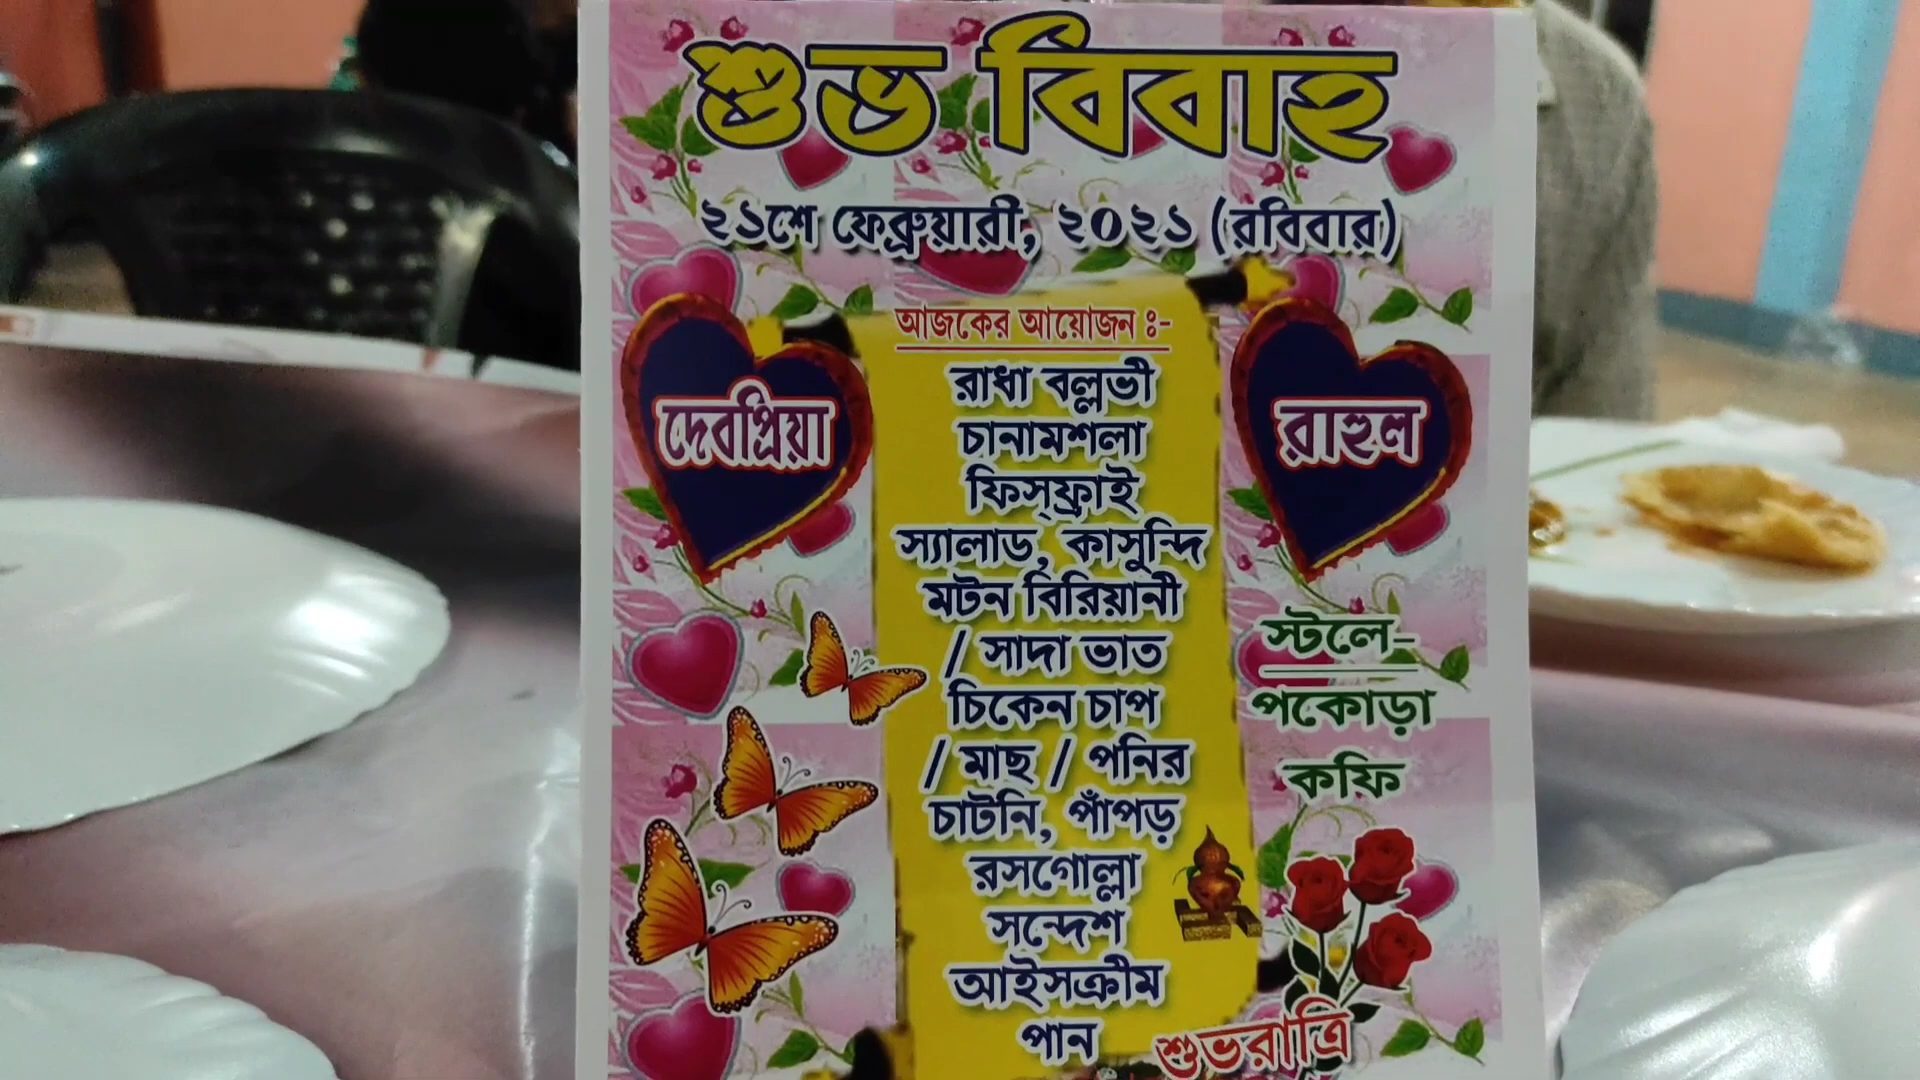 শুভ বিবাহ
২১শে ফেব্রুয়ারী, ২০২১ (রবিবার)
দেবপ্রিয়া
রাহুল
আজকের আয়োজন ঃ-
রাধা বল্লভী
চানামশলা
ফিস্ফ্রাই
স্যালাড, কাসুন্দি
মটন বিরিয়ানী
/ সাদা ভাত
চিকেন চাপ
/ মাছ / পনির
চাটনি, পাঁপড়
রসগোল্লা
সন্দেশ
আইসক্রীম
পান
স্টলে-
পকোড়া
কফি
শুভরাত্রি